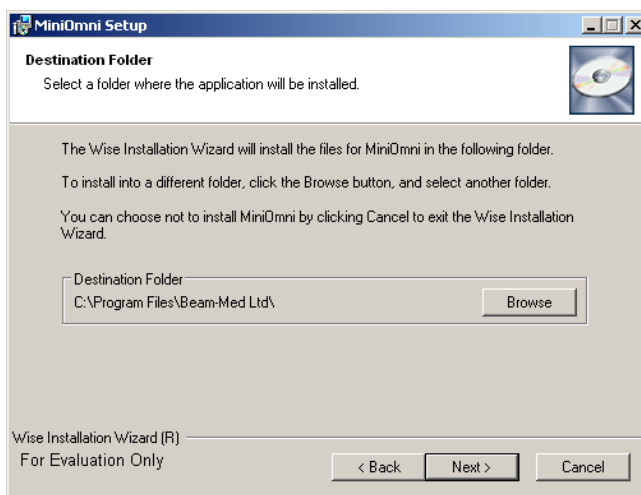 MiniOmni Setup
Destination Folder
Select a folder where the application will be installed.
The Wise Installation Wizard will install the files for MiniOmni in the following folder.
To install into a different folder, click the Browse button, and select another folder.
You can choose not to install MiniOmni by clicking Cancel to exit the Wise Installation
Wizard.
Destination Folder
C:\Program Files\Beam-Med Ltd\
Browse
Wise Installation Wizard (R)
For Evaluation Only
< Back
Next >
Cancel